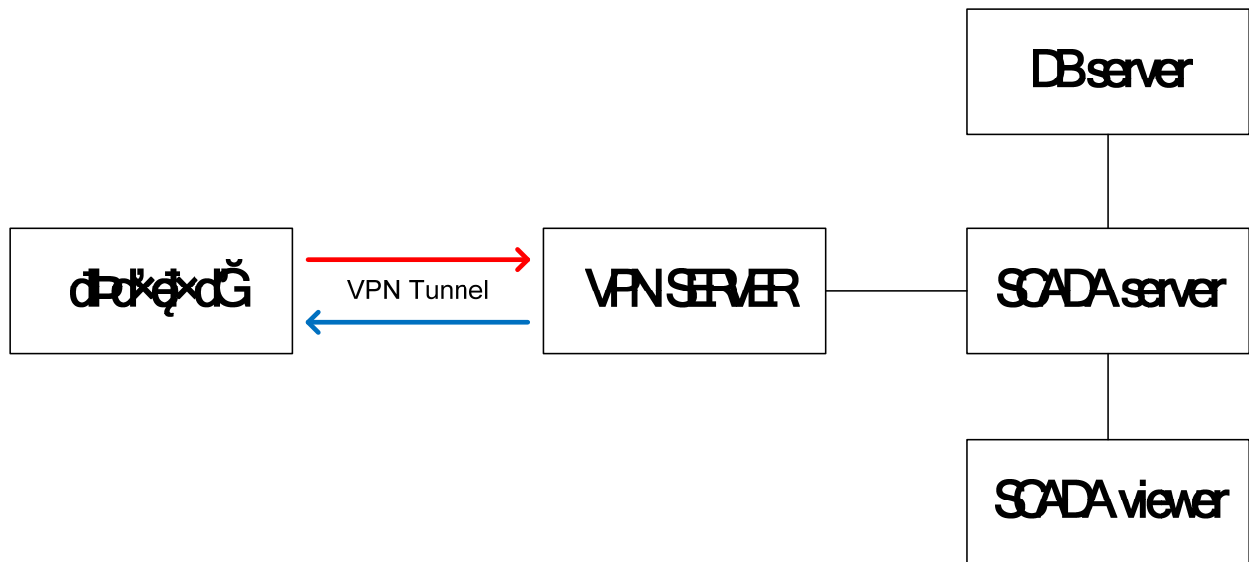 DB server
VPN Tunnel
VPN SERVER
SCADA server
SCADA viewer